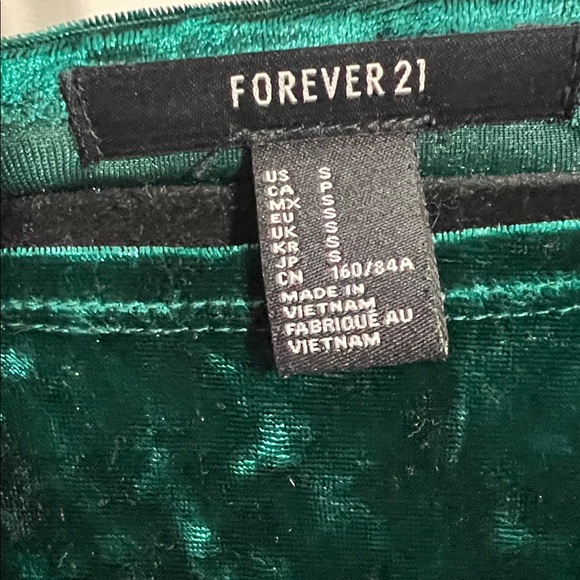 FOREVER 21
US S
CA P
MX S
EU S
UK S
KR S
JP S
CN 160/84A
MADE IN
VIETNAM
FABRIQUÉ AU
VIETNAM